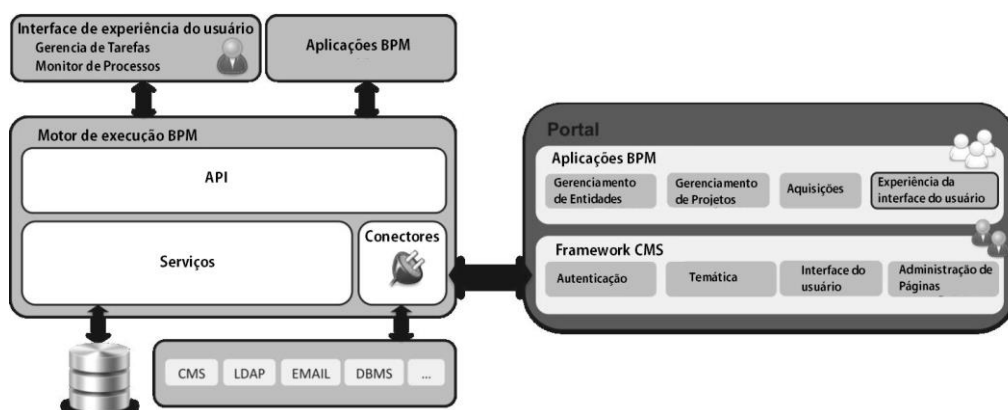 Interface de experiência do usuário
Gerencia de Tarefas
Monitor de Processos
Aplicações BPM
Motor de execução BPM
API
Serviços
Conectores
CMS
LDAP
EMAIL
DBMS
...
Portal
Aplicações BPM
Gerenciamento
de Entidades
Gerenciamento
de Projetos
Aquisições
Experiência da
interface do usuário
Framework CMS
Autenticação
Temática
Interface do
usuário
Administração de
Páginas